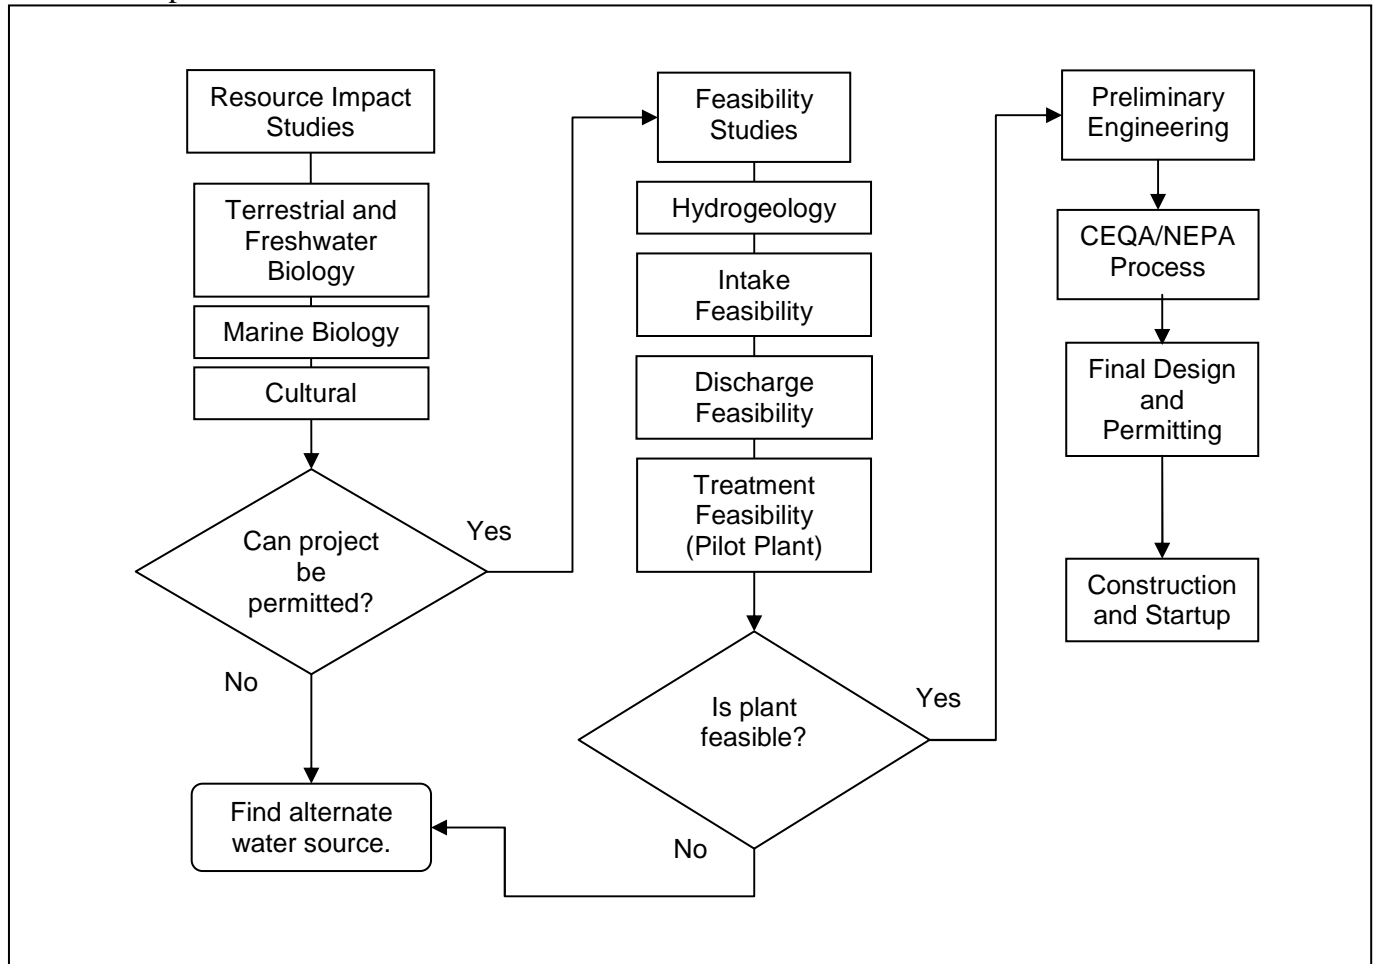 Resource Impact
Studies
Terrestrial and
Freshwater
Biology
Marine Biology
Cultural
Can project
be
permitted?
Yes
No
Find alternate
water source.
Feasibility
Studies
Hydrogeology
Intake
Feasibility
Discharge
Feasibility
Treatment
Feasibility
(Pilot Plant)
Is plant
feasible?
Yes
No
Preliminary
Engineering
CEQA/NEPA
Process
Final Design
and
Permitting
Construction
and Startup